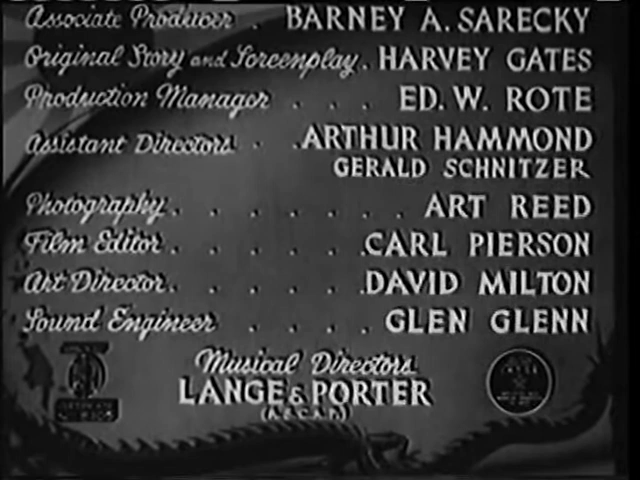 Associate Producer . BARNEY A. SARECKY
Original Story and Screenplay . HARVEY GATES
Production Manager . . . ED. W. ROTE
Assistant Directors . . ARTHUR HAMMOND
GERALD SCHNITZER
Photography . . . . . . . ART REED
Film Editor . . . . . . CARL PIERSON
Art Director . . . . . . DAVID MILTON
Sound Engineer . . . . GLEN GLENN
Musical Directors
LANGE & PORTER
(A.S.C.A.P.)